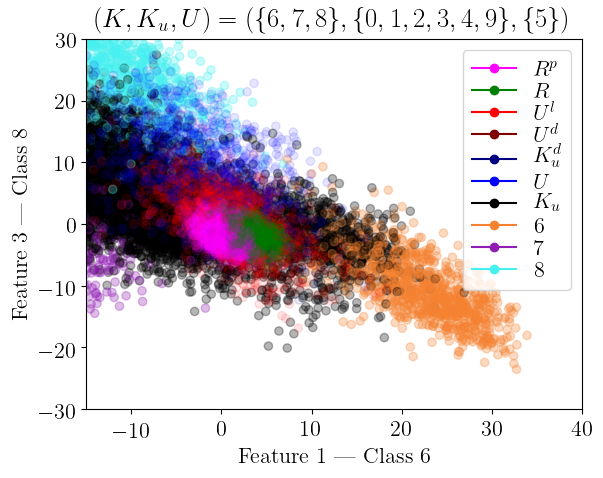 (K, K_u, U) = ({6, 7, 8}, {0, 1, 2, 3, 4, 9}, {5})
30
20
10
0
−10
−20
−30
−10
0
10
20
30
40
Feature 3 — Class 8
Feature 1 — Class 6
R^p
R
U^l
U^d
K_u^d
U
K_u
6
7
8